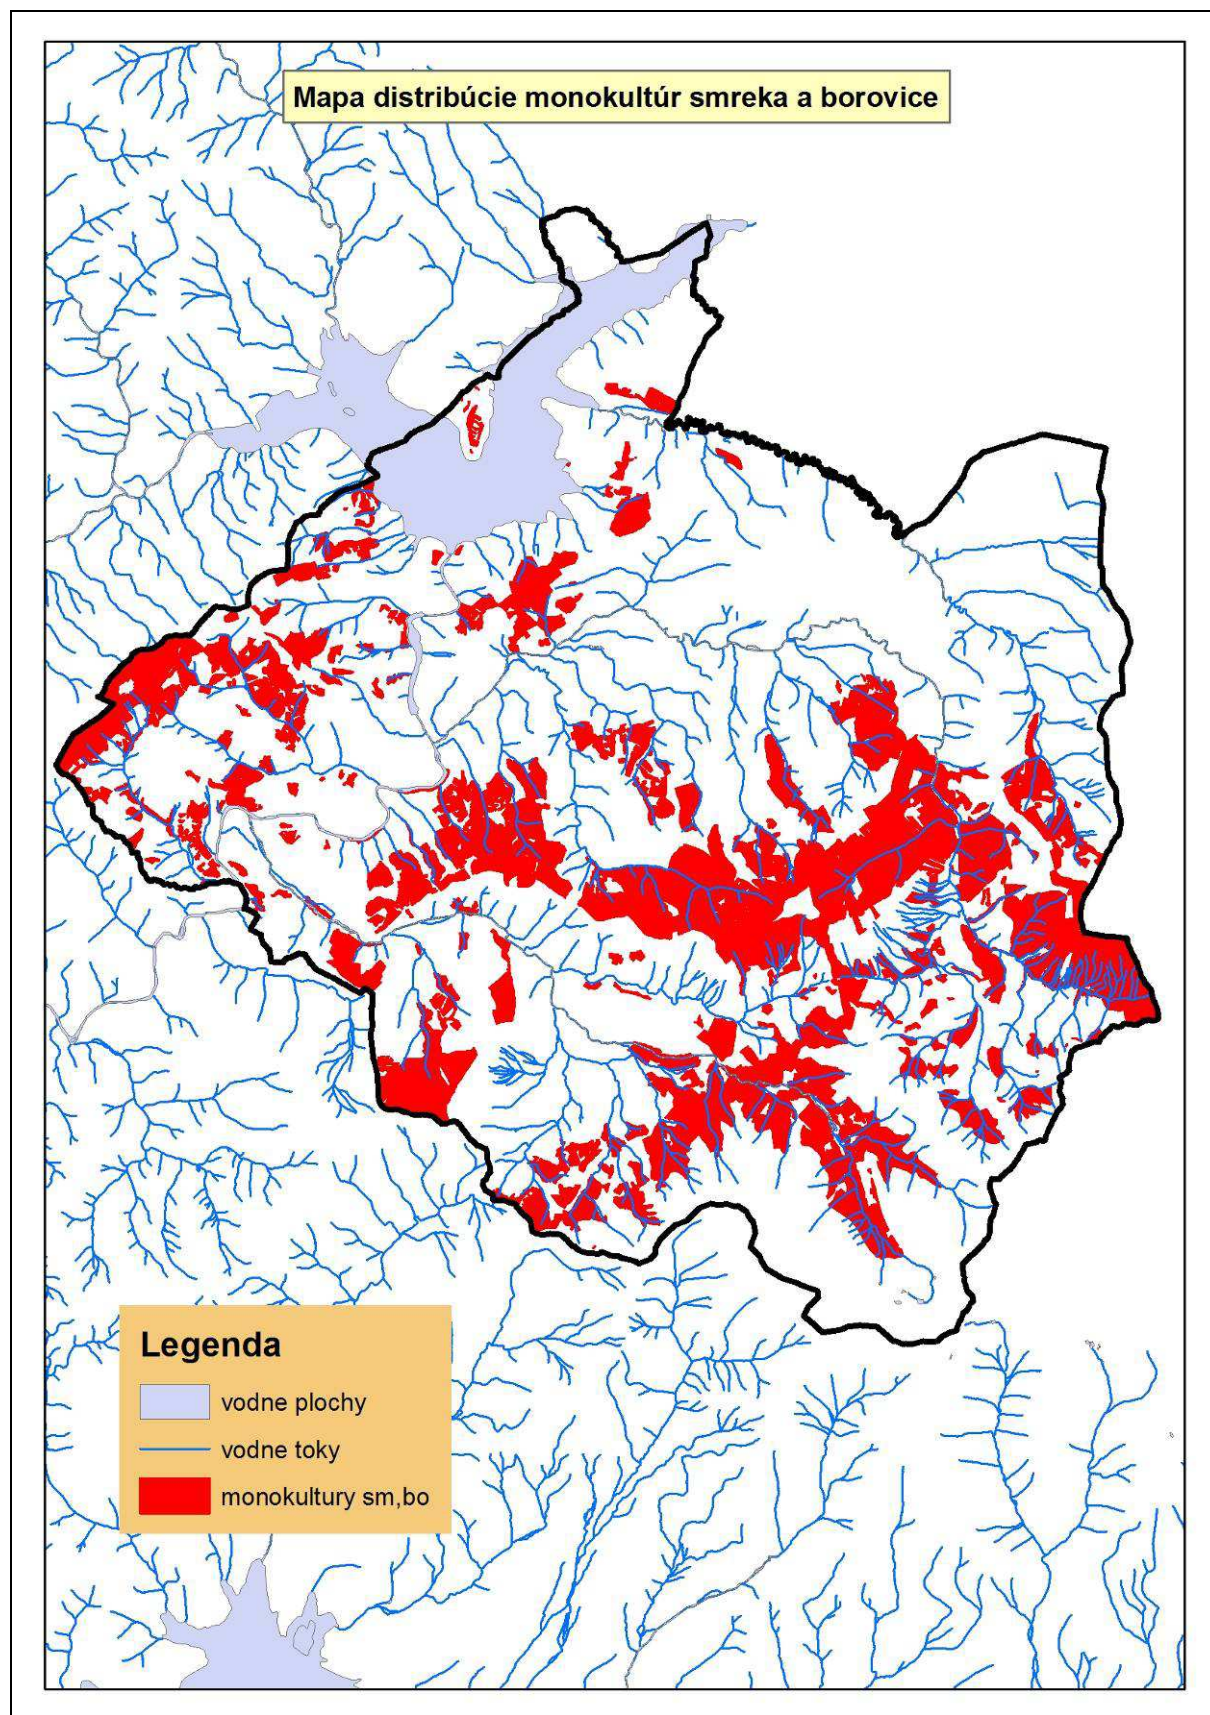 Mapa distribúcie monokultúr smreka a borovice
Legenda
vodne plochy
vodne toky
monokultury sm,bo